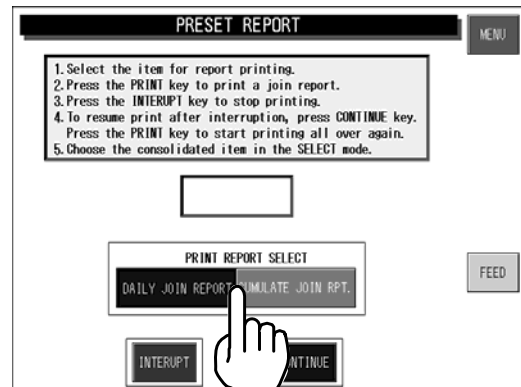 PRESET REPORT
MENU
1.Select the item for report printing.
2.Press the PRINT key to print a join report.
3.Press the INTERUPT key to stop printing.
4.To resume print after interruption, press CONTINUE key.
Press the PRINT key to start printing all over again.
5.Choose the consolidated item in the SELECT mode.
PRINT REPORT SELECT
FEED
DAILY JOIN REPORT UMULATE JOIN RPT.
INTERUPT NTINUE